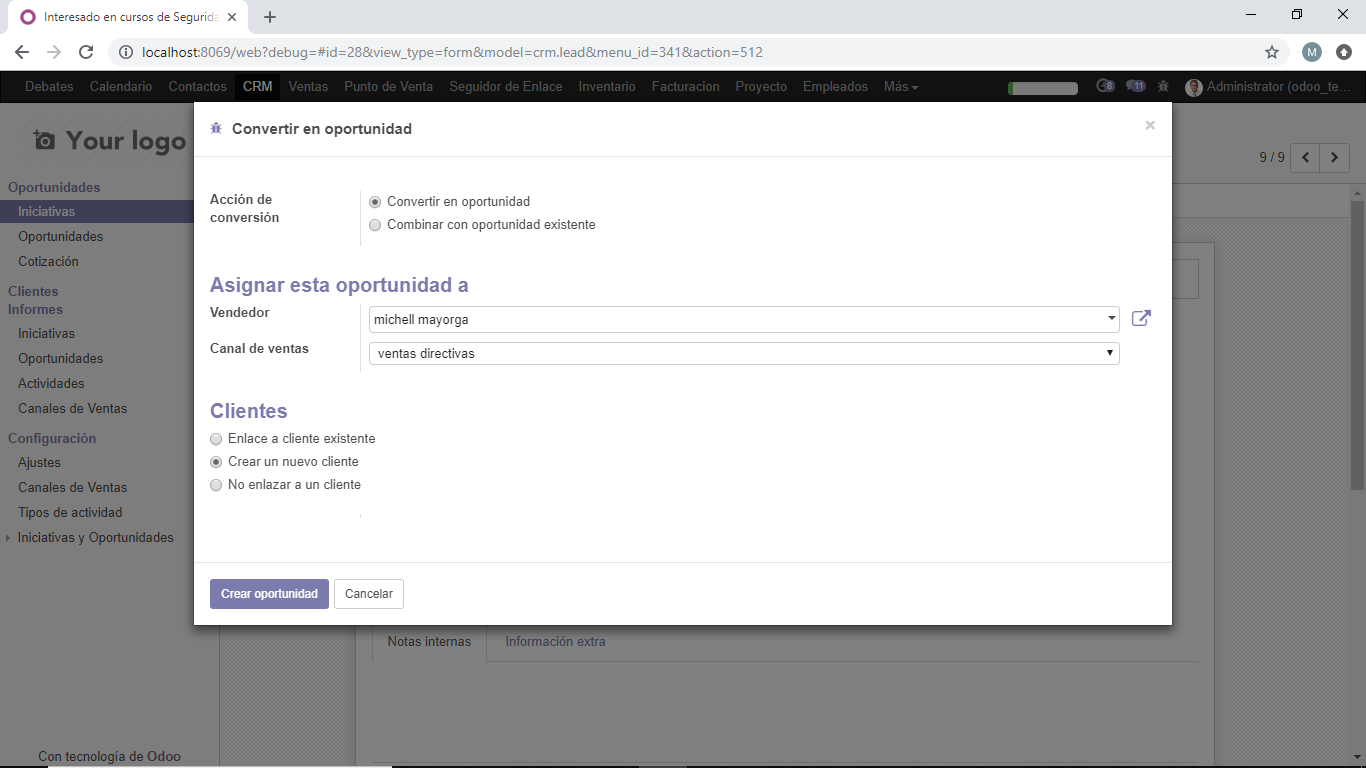 Interesado en cursos de Segurida
localhost:8069/web?debug=#id=28&view_type=form&model=crm.lead&menu_id=341&action=512
M
Debates Calendario Contactos CRM Ventas Punto de Venta Seguidor de Enlace Inventario Facturacion Proyecto Empleados Más 8 11 Administrator (odoo_te...
Your logo
Convertir en oportunidad
×
9 / 9
Oportunidades
Iniciativas
Oportunidades
Cotización
Clientes
Informes
Iniciativas
Oportunidades
Actividades
Canales de Ventas
Configuración
Ajustes
Canales de Ventas
Tipos de actividad
Iniciativas y Oportunidades
Con tecnología de Odoo
Acción de
conversión
Convertir en oportunidad
Combinar con oportunidad existente
Asignar esta oportunidad a
Vendedor
michell mayorga
Canal de ventas
ventas directivas
Clientes
Enlace a cliente existente
Crear un nuevo cliente
No enlazar a un cliente
Crear oportunidad
Cancelar
Notas internas
Información extra